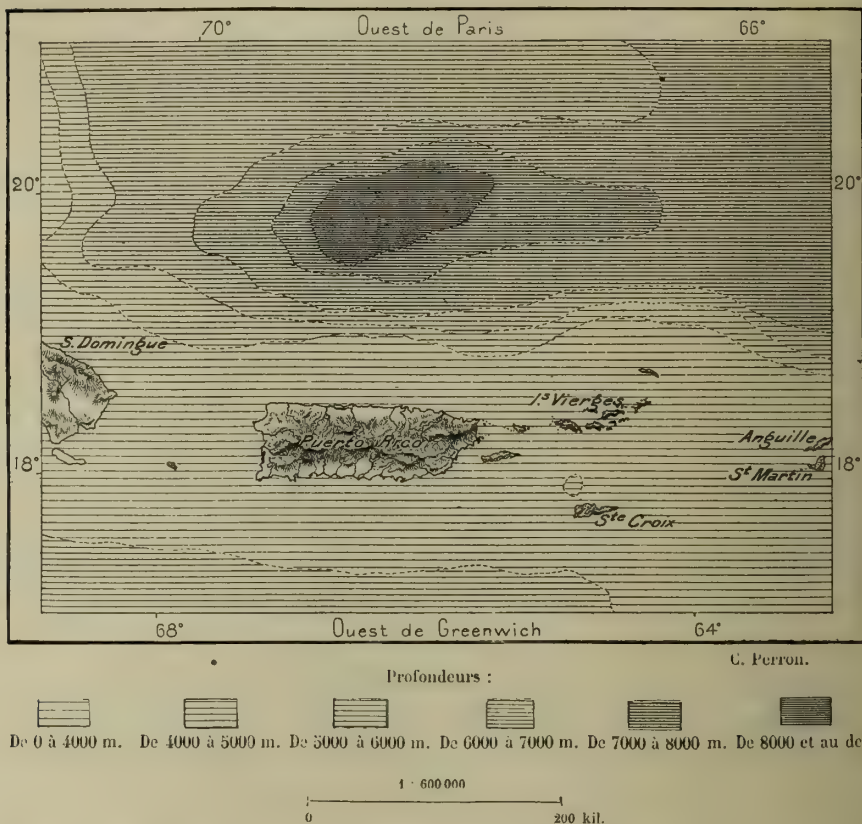 70° Ouest de Paris 66°
20° 20°
S. Domingue
Is Vierges
Puerto Rico
Anguille
18° 18°
St Martin
Ste Croix
68° Ouest de Greenwich 64°
C. Perron.
Profondeurs :
De 0 à 4000 m. De 4000 à 5000 m. De 5000 à 6000 m. De 6000 à 7000 m. De 7000 à 8000 m. De 8000 et au de
1 : 600 000
0 200 kil.